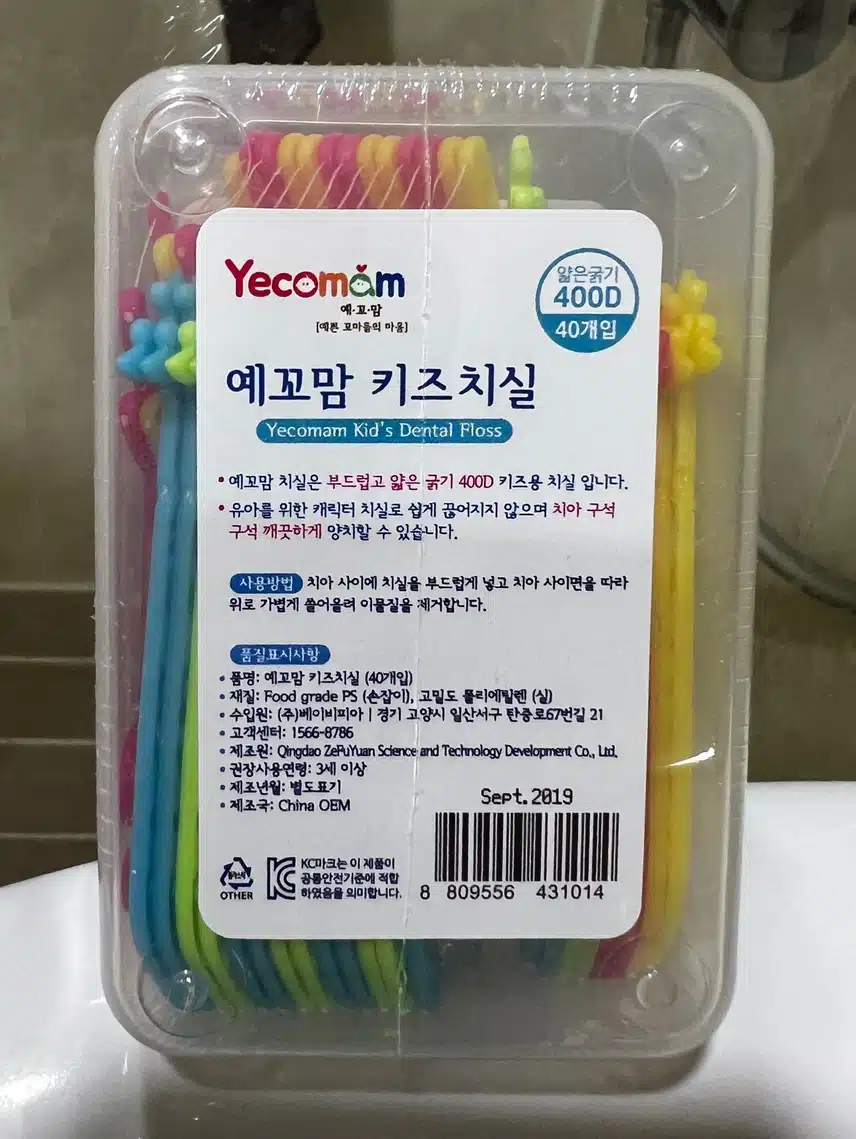 Yecomam
예·꼬·맘
[예쁜 꼬마들의 마음]
얇은굵기
400D
40개입
예꼬맘 키즈치실
Yecomam Kid's Dental Floss
• 예꼬맘 치실은 부드럽고 얇은 굵기 400D 키즈용 치실 입니다.
• 유아를 위한 캐릭터 치실로 쉽게 끊어지지 않으며 치아 구석
구석 깨끗하게 양치할 수 있습니다.
사용방법 치아 사이에 치실을 부드럽게 넣고 치아 사이면을 따라
위로 가볍게 쓸어올려 이물질을 제거합니다.
품질표시사항
• 품명: 예꼬맘 키즈치실 (40개입)
• 재질: Food grade PS (손잡이), 고밀도 폴리에틸렌 (실)
• 수입원: (주)베이비피아 | 경기 고양시 일산서구 탄중로67번길 21
• 고객센터: 1566-8786
• 제조원: Qingdao ZeFuYuan Science and Technology Development Co., Ltd.
• 권장사용연령: 3세 이상
• 제조년월: 별도표기
• 제조국: China OEM
Sept.2019
플라스틱
OTHER
KC마크는 이 제품이
공통안전기준에 적합
하였음을 의미합니다.
8 809556 431014